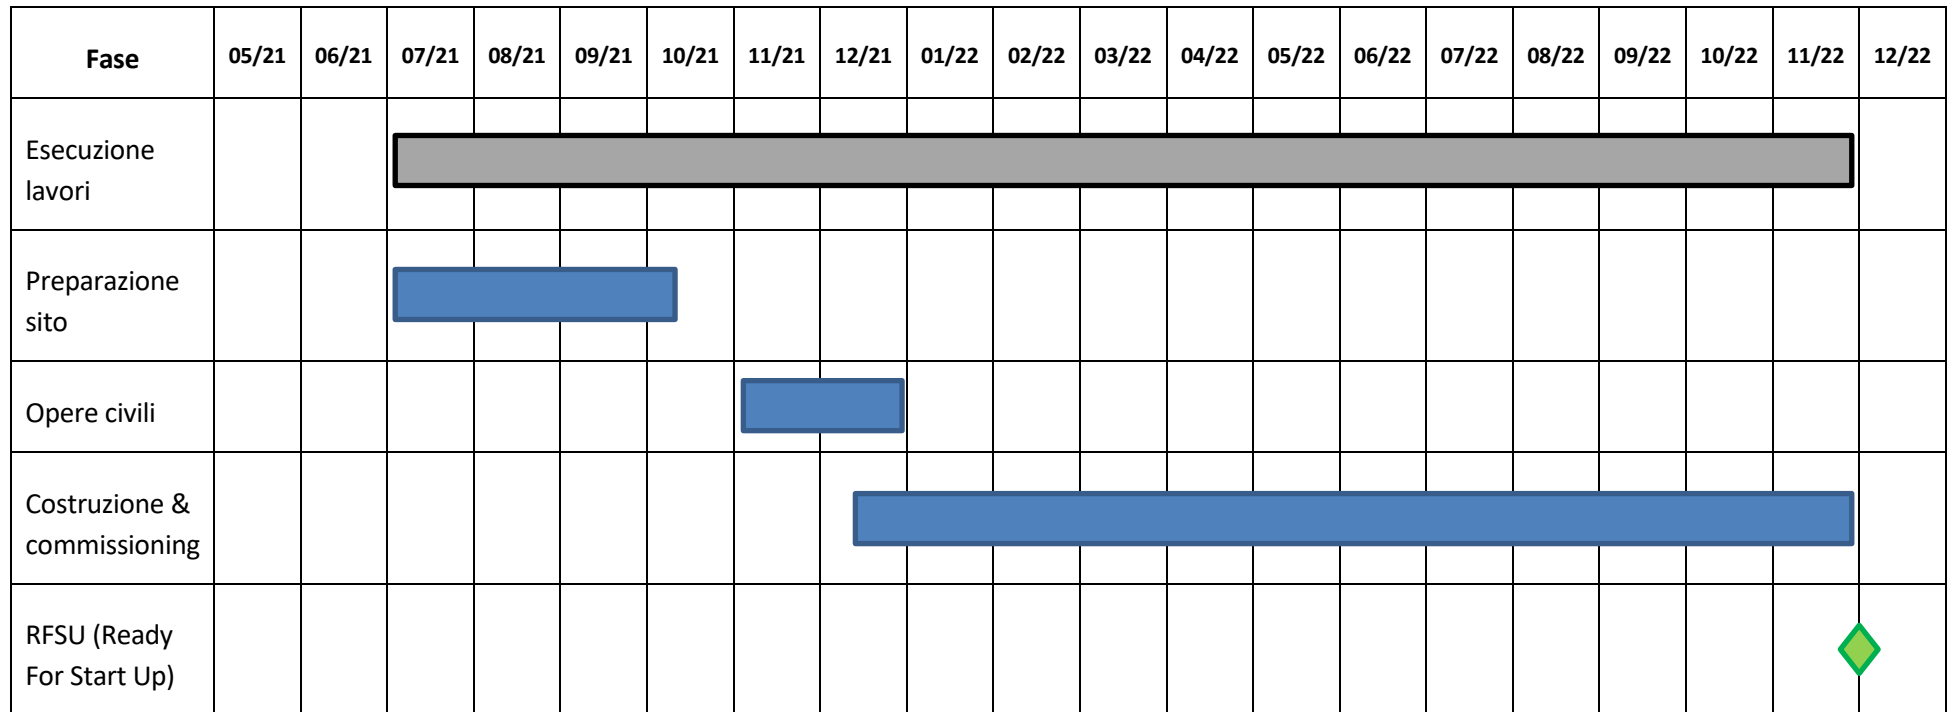 Fase 05/21 06/21 07/21 08/21 09/21 10/21 11/21 12/21 01/22 02/22 03/22 04/22 05/22 06/22 07/22 08/22 09/22 10/22 11/22 12/22
Esecuzione
lavori
Preparazione
sito
Opere civili
Costruzione &
commissioning
RFSU (Ready
For Start Up)